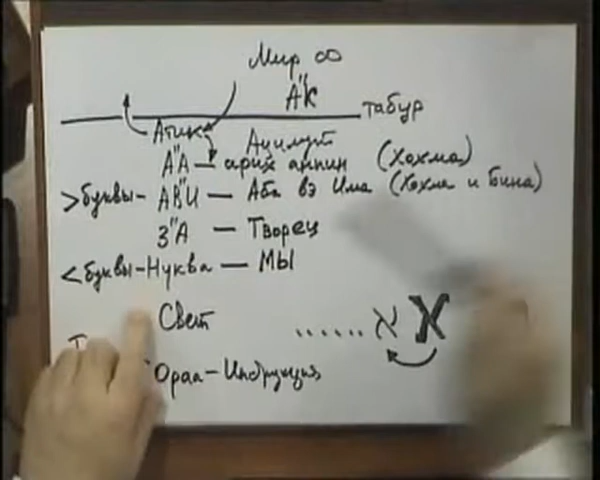 Мир ∞
А"К
табур
Атик Ацилут
А"А — арих анпин (Хохма)
>буквы- АВ"И — Аба вэ Има (Хохма и Бина)
З"А — Творец
<буквы-Нуква — МЫ
Свет ...... א א
Инструкция